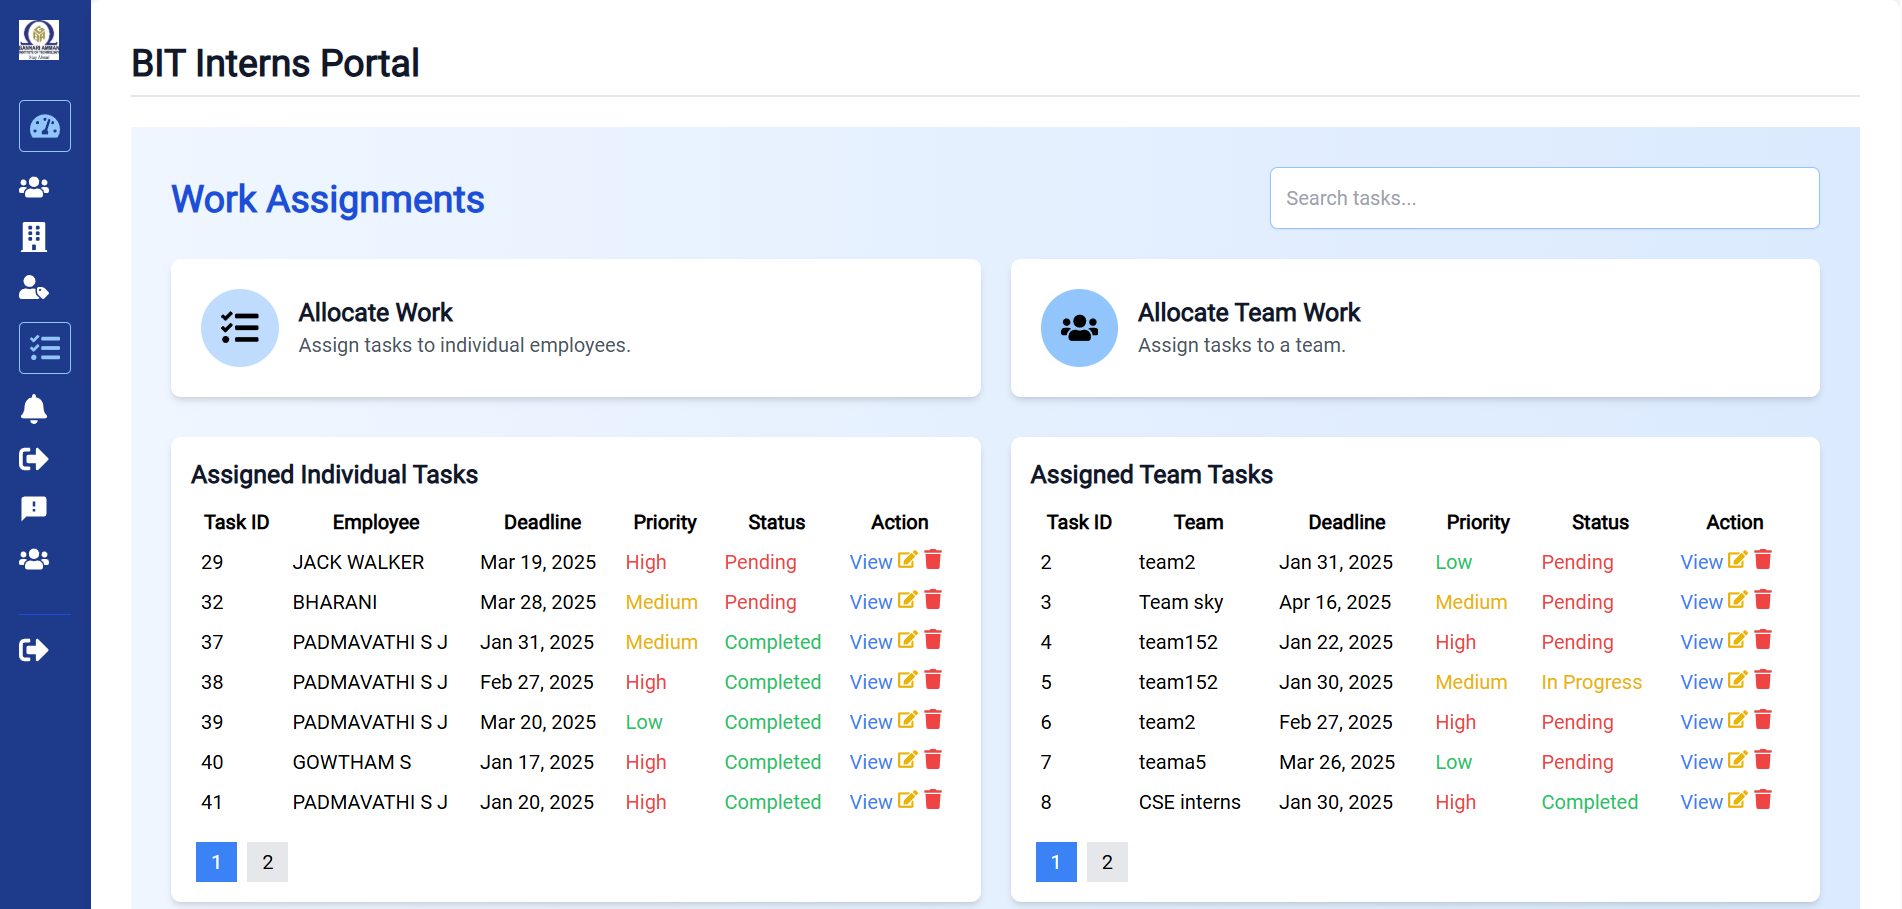 BANNARI AMMAN
INSTITUTE OF TECHNOLOGY
Stay Ahead
BIT Interns Portal
Work Assignments
Search tasks...
Allocate Work
Assign tasks to individual employees.
Allocate Team Work
Assign tasks to a team.
Assigned Individual Tasks
Task ID Employee Deadline Priority Status Action
29 JACK WALKER Mar 19, 2025 High Pending View
32 BHARANI Mar 28, 2025 Medium Pending View
37 PADMAVATHI S J Jan 31, 2025 Medium Completed View
38 PADMAVATHI S J Feb 27, 2025 High Completed View
39 PADMAVATHI S J Mar 20, 2025 Low Completed View
40 GOWTHAM S Jan 17, 2025 High Completed View
41 PADMAVATHI S J Jan 20, 2025 High Completed View
1 2
Assigned Team Tasks
Task ID Team Deadline Priority Status Action
2 team2 Jan 31, 2025 Low Pending View
3 Team sky Apr 16, 2025 Medium Pending View
4 team152 Jan 22, 2025 High Pending View
5 team152 Jan 30, 2025 Medium In Progress View
6 team2 Feb 27, 2025 High Pending View
7 teama5 Mar 26, 2025 Low Pending View
8 CSE interns Jan 30, 2025 High Completed View
1 2